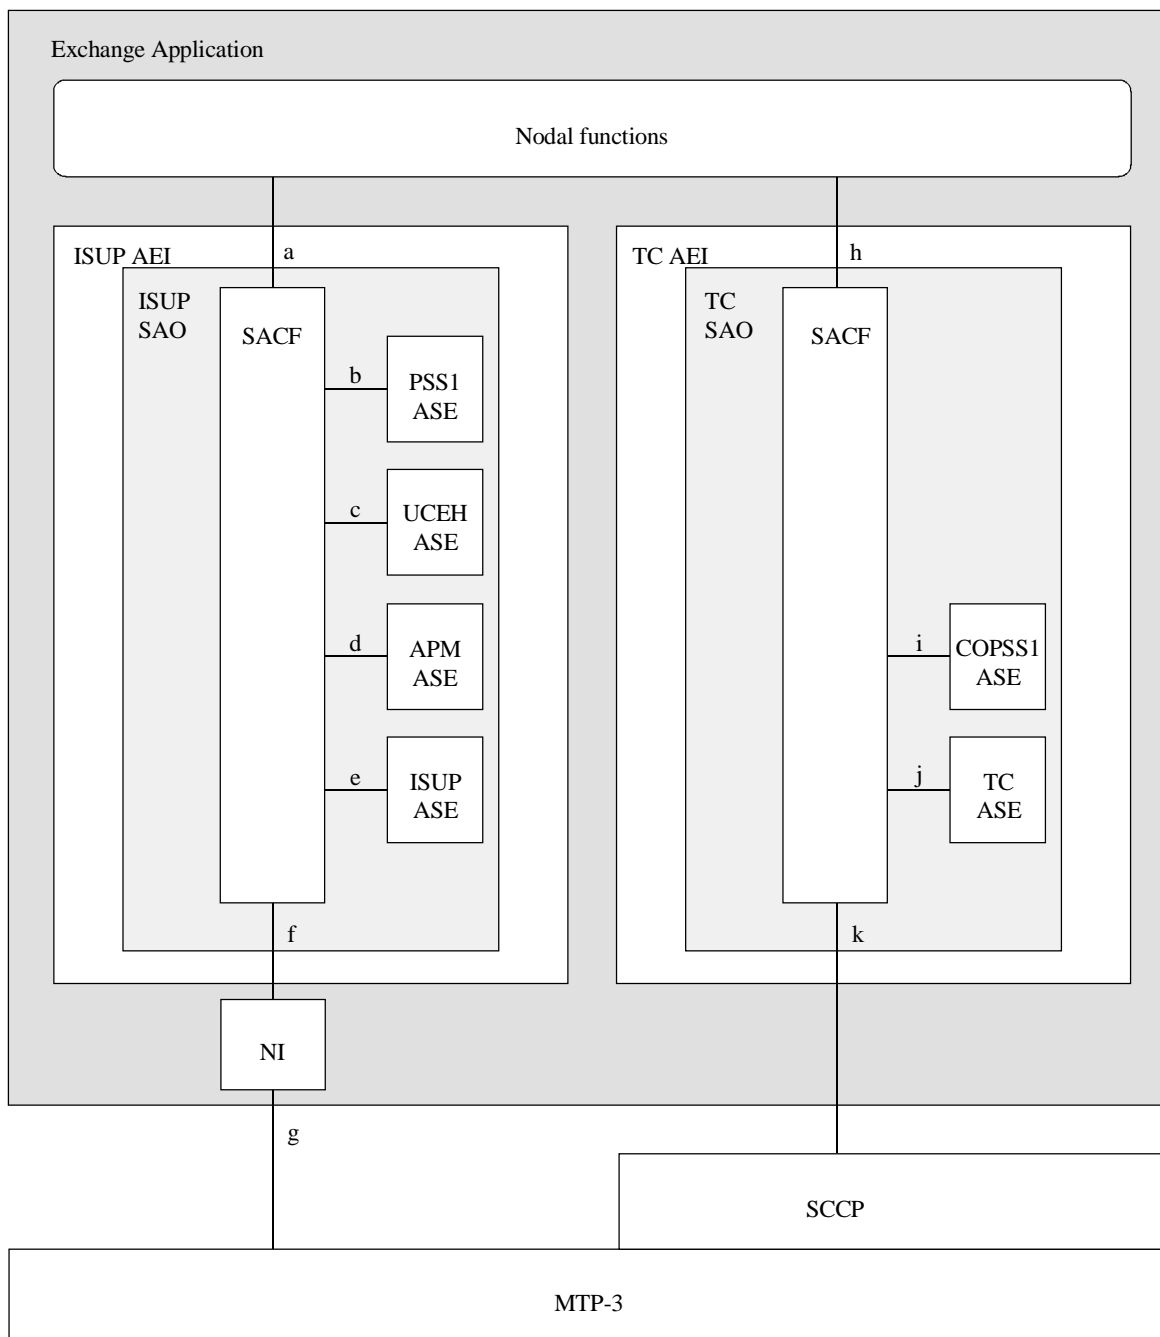 Exchange Application
Nodal functions
ISUP AEI
a
ISUP
SAO
SACF
b
PSS1
ASE
c
UCEH
ASE
d
APM
ASE
e
ISUP
ASE
f
NI
g
TC AEI
h
TC
SAO
SACF
i
COPSS1
ASE
j
TC
ASE
k
SCCP
MTP-3